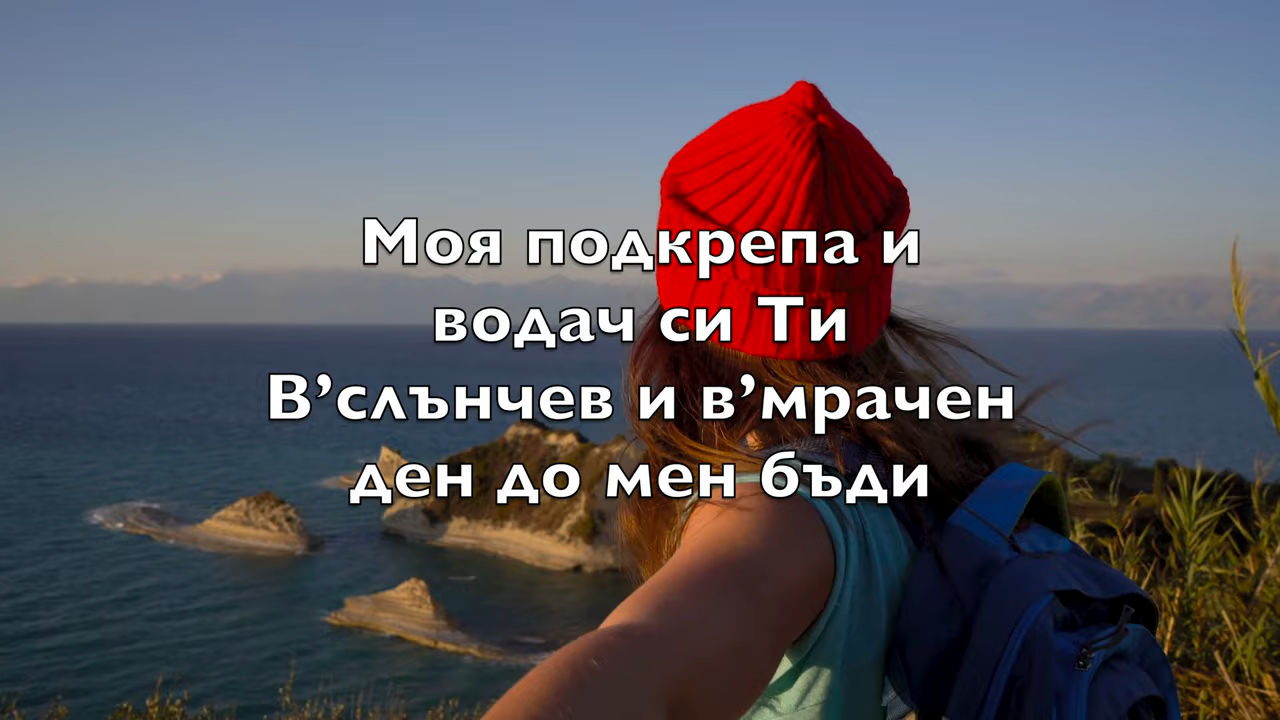 Моя подкрепа и
водач си Ти
В’слънчев и в’мрачен
ден до мен бъди